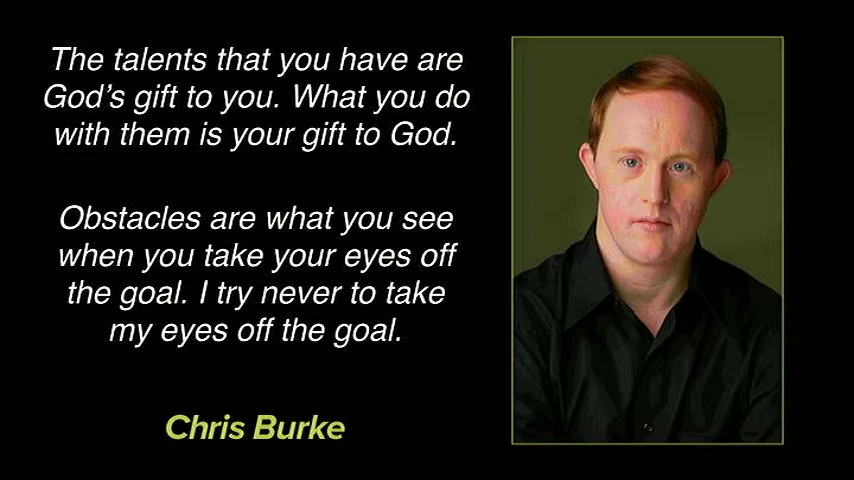 The talents that you have are
God's gift to you. What you do
with them is your gift to God.
Obstacles are what you see
when you take your eyes off
the goal. I try never to take
my eyes off the goal.
Chris Burke